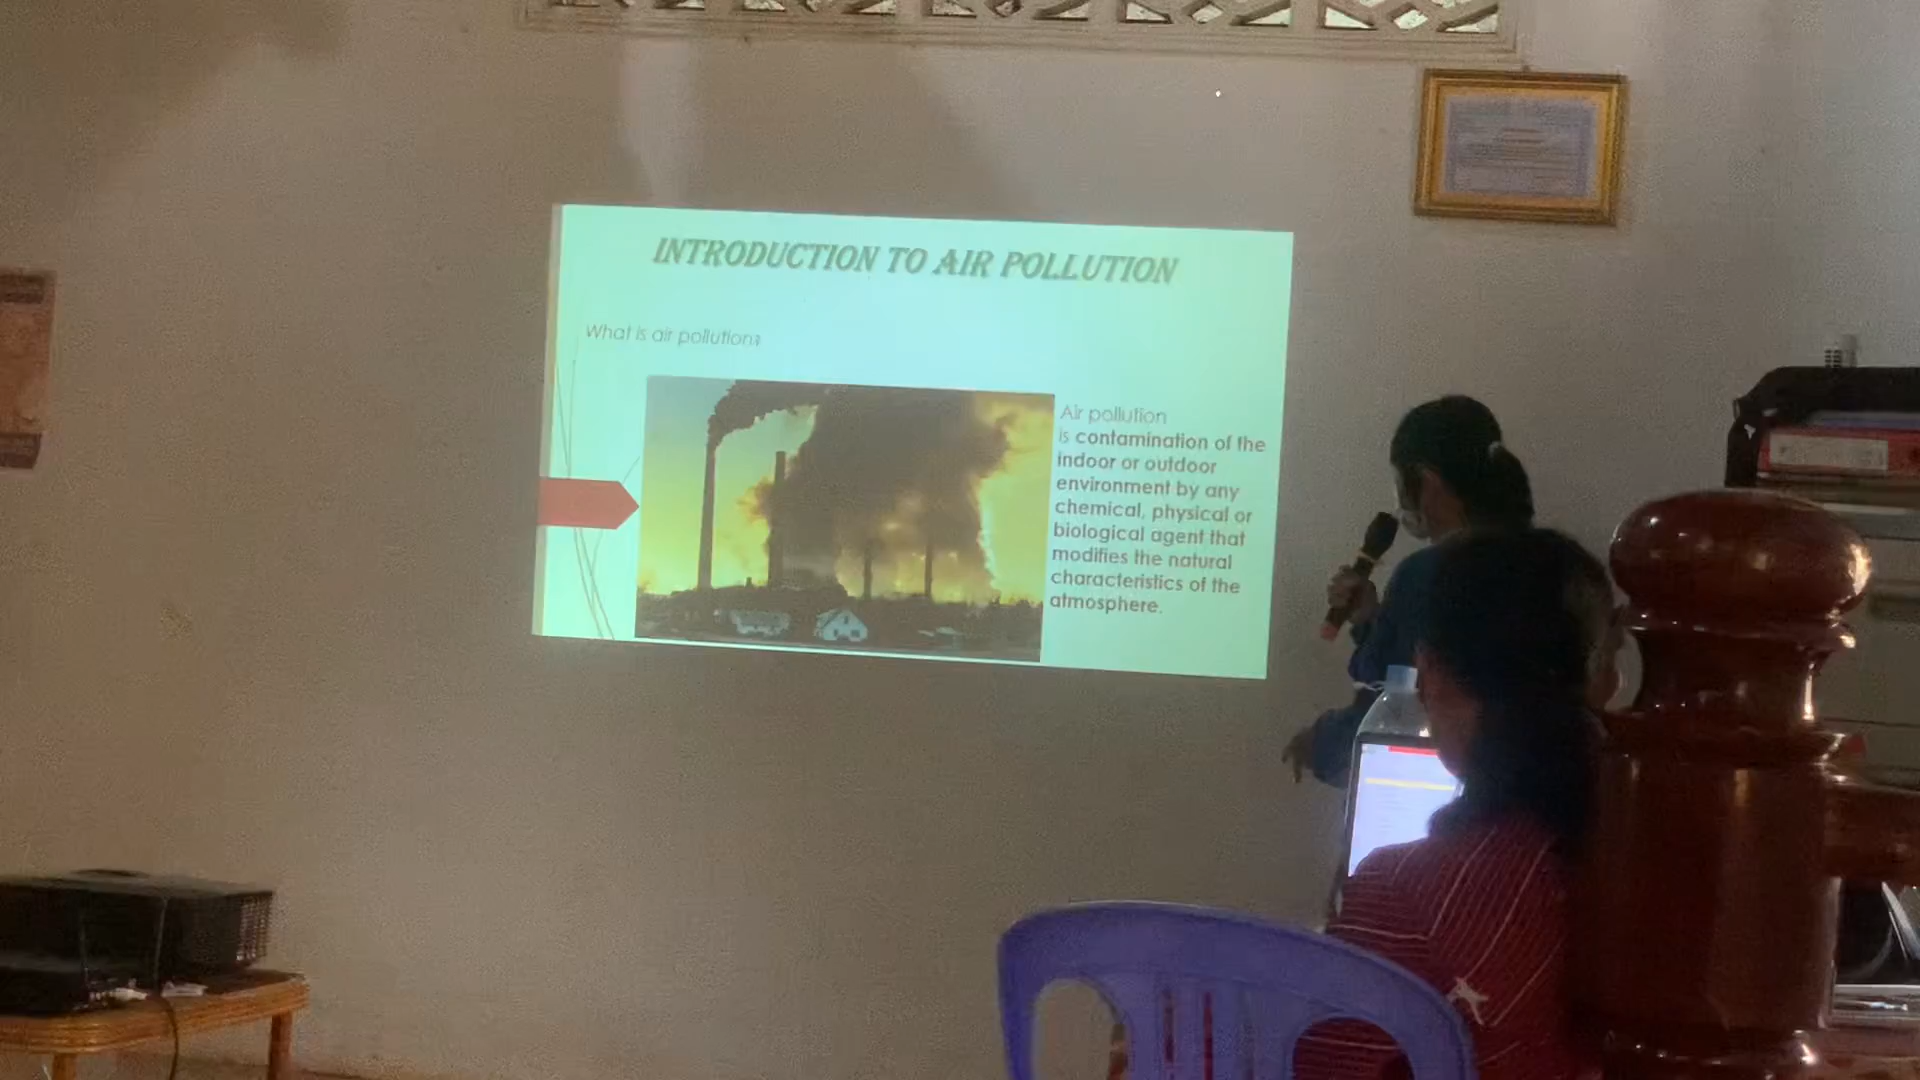 INTRODUCTION TO AIR POLLUTION
What is air pollution?
Air pollution
is contamination of the
indoor or outdoor
environment by any
chemical, physical or
biological agent that
modifies the natural
characteristics of the
atmosphere.